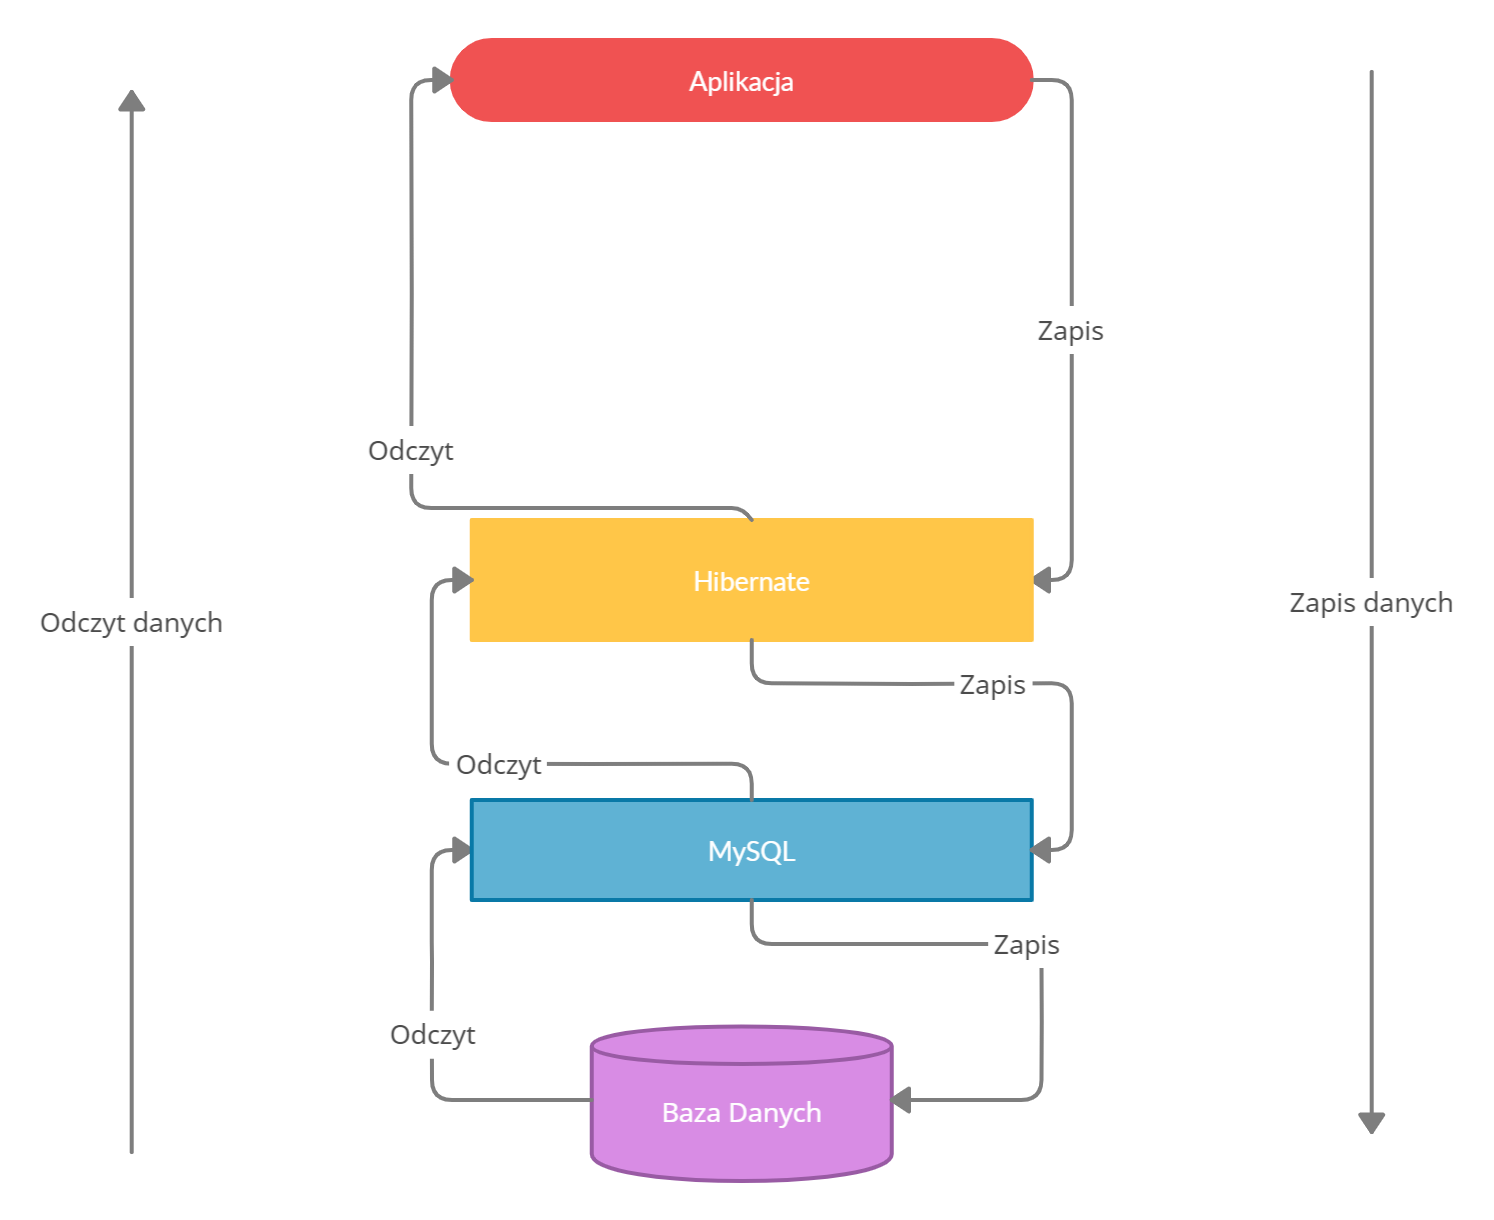 Aplikacja
Zapis
Odczyt
Hibernate
Zapis danych
Odczyt danych
Zapis
Odczyt
MySQL
Zapis
Odczyt
Baza Danych